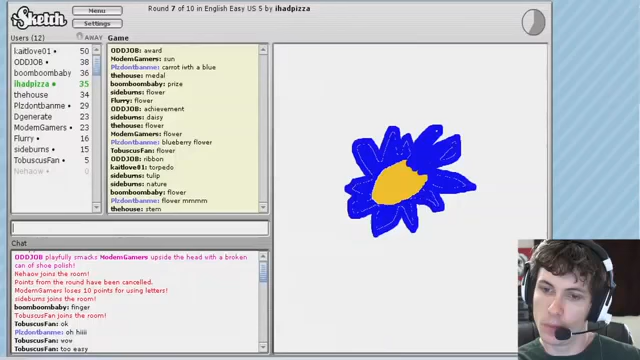 Round 7 of 10 in English Easy US 5 by ihadpizza
iSketch
Menu
Settings
Users (12)
AWAY
Game
kaitlove01 • 50
ODDJOB • 38
boomboombaby 36
ihadpizza • 35
thehouse 34
Plzdontbanme • 29
Dgenerate 23
ModemGamers • 23
Flurry • 16
sideburns • 15
TobuscusFan • 5
Nehaow • 0
ODDJOB: award
ModemGamers: sun
Plzdontbanme: carrot iwth a blue
thehouse: medal
boomboombaby: prize
sideburns: flower
Flurry: flower
ODDJOB: achievement
sideburns: daisy
thehouse: flower
ModemGamers: flower
Plzdontbanme: blueberry flower
TobuscusFan: flower
ODDJOB: ribbon
kaitlove01: torpedo
sideburns: tulip
sideburns: nature
boomboombaby: flower
Plzdontbanme: flower mmmm
thehouse: stem
Chat
ODDJOB playfully smacks ModemGamers upside the head with a broken
can of shoe polish!
Nehaow joins the room!
Points from the round have been cancelled.
ModemGamers loses 10 points for using letters!
sideburns joins the room!
boomboombaby: finger
TobuscusFan joins the room!
TobuscusFan: ok
Plzdontbanme: oh hiiii
TobuscusFan: wow
TobuscusFan: too easy